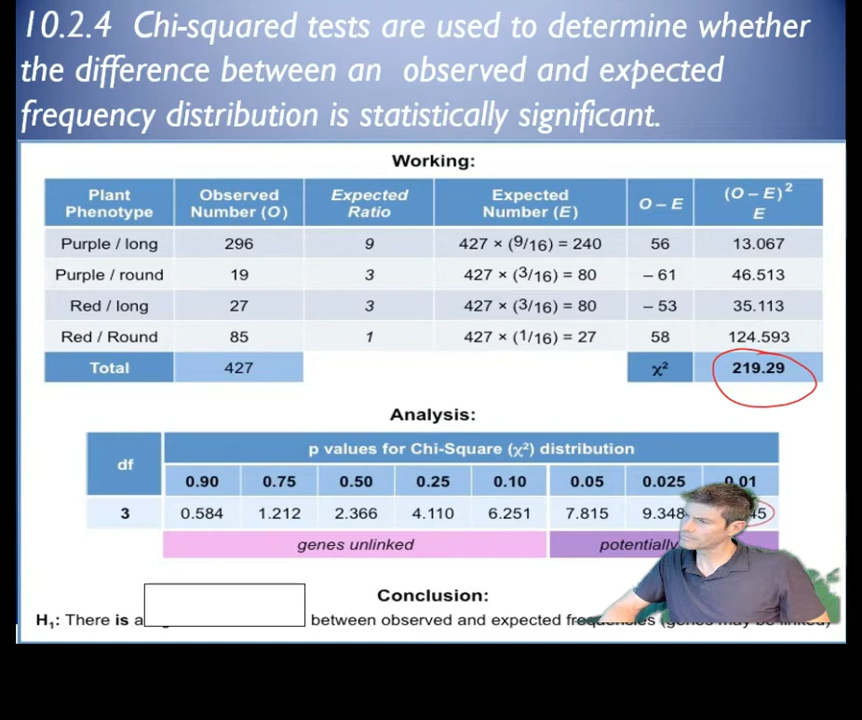 10.2.4 Chi-squared tests are used to determine whether
the difference between an observed and expected
frequency distribution is statistically significant.
Working:
Plant Phenotype Observed Number (O) Expected Ratio Expected Number (E) O – E (O – E)² E
Purple / long 296 9 427 × (9/16) = 240 56 13.067
Purple / round 19 3 427 × (3/16) = 80 – 61 46.513
Red / long 27 3 427 × (3/16) = 80 – 53 35.113
Red / Round 85 1 427 × (1/16) = 27 58 124.593
Total 427 χ² 219.29
Analysis:
df p values for Chi-Square (χ²) distribution
0.90 0.75 0.50 0.25 0.10 0.05 0.025 0.01
3 0.584 1.212 2.366 4.110 6.251 7.815 9.348
genes unlinked potentially
Conclusion:
H₁: There is a between observed and expected